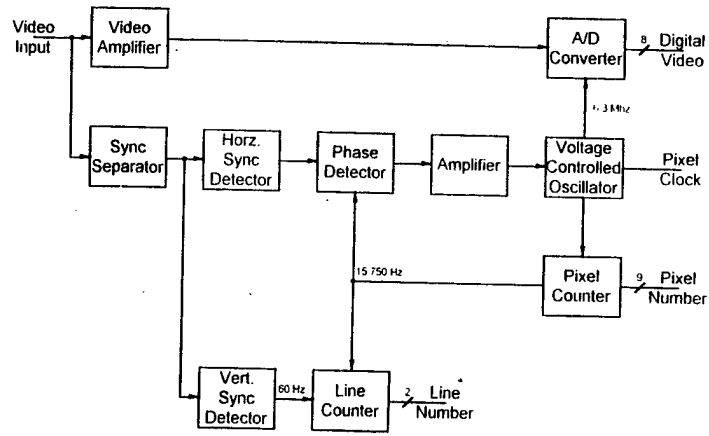 Video
Input
Video
Amplifier
A/D
Converter
8
Digital
Video
Sync
Separator
Horz.
Sync
Detector
Phase
Detector
Amplifier
Voltage
Controlled
Oscillator
Pixel
Clock
15 750 Hz
Pixel
Counter
9
Pixel
Number
Vert.
Sync
Detector
60 Hz
Line
Counter
2
Line
Number
Mhz